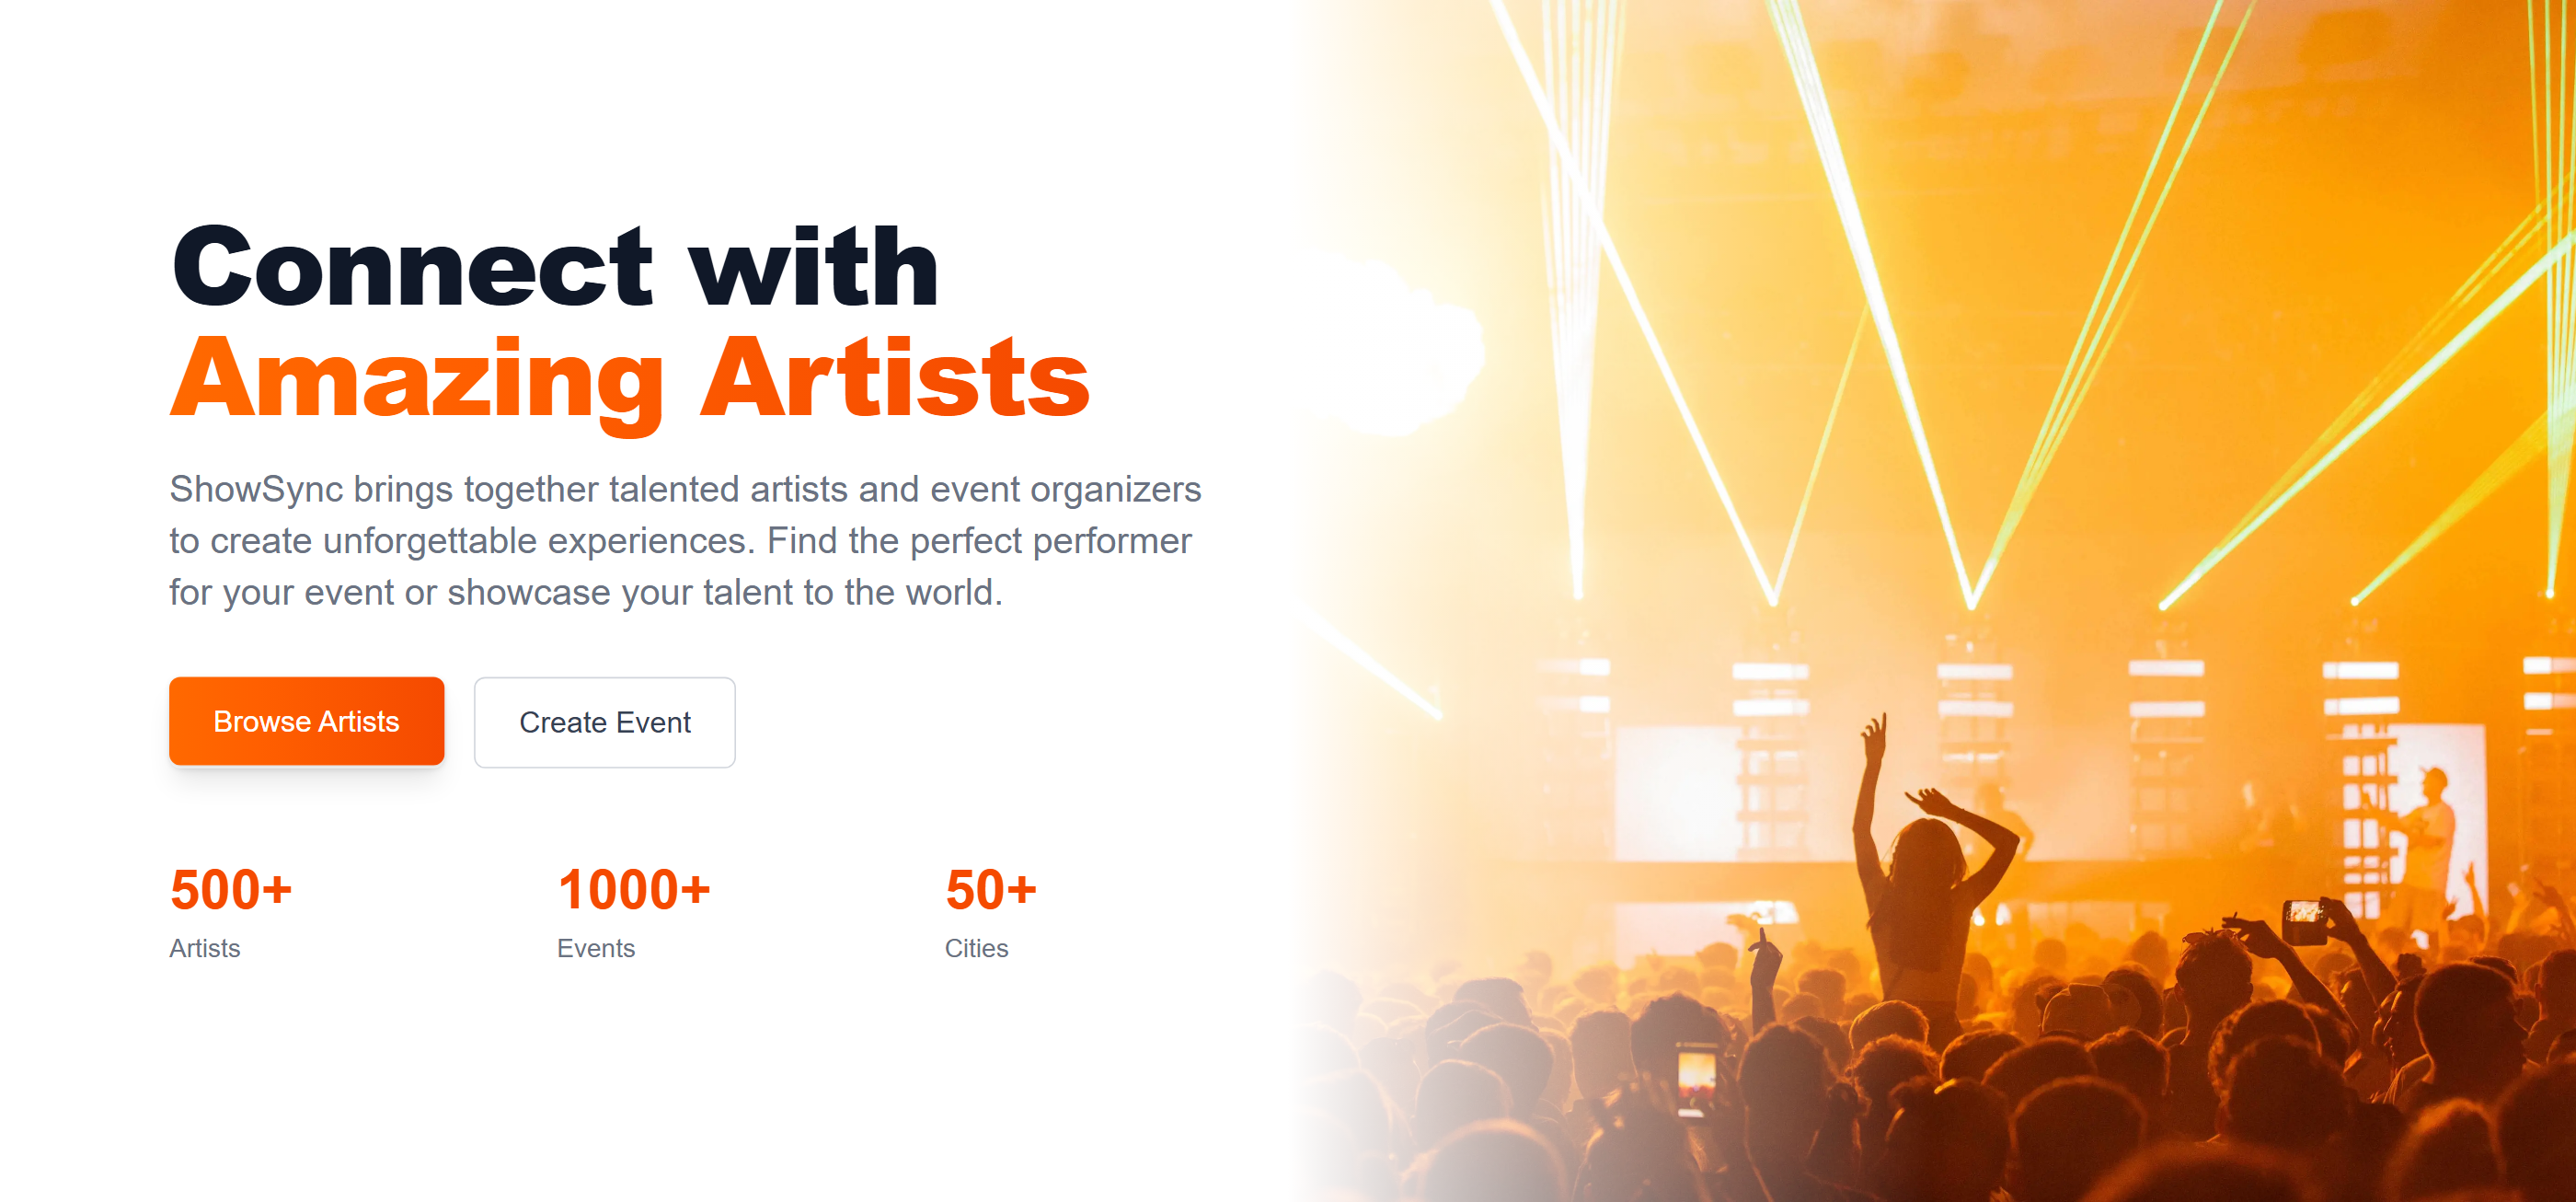 Connect with
Amazing Artists
ShowSync brings together talented artists and event organizers
to create unforgettable experiences. Find the perfect performer
for your event or showcase your talent to the world.
Browse Artists
Create Event
500+
Artists
1000+
Events
50+
Cities